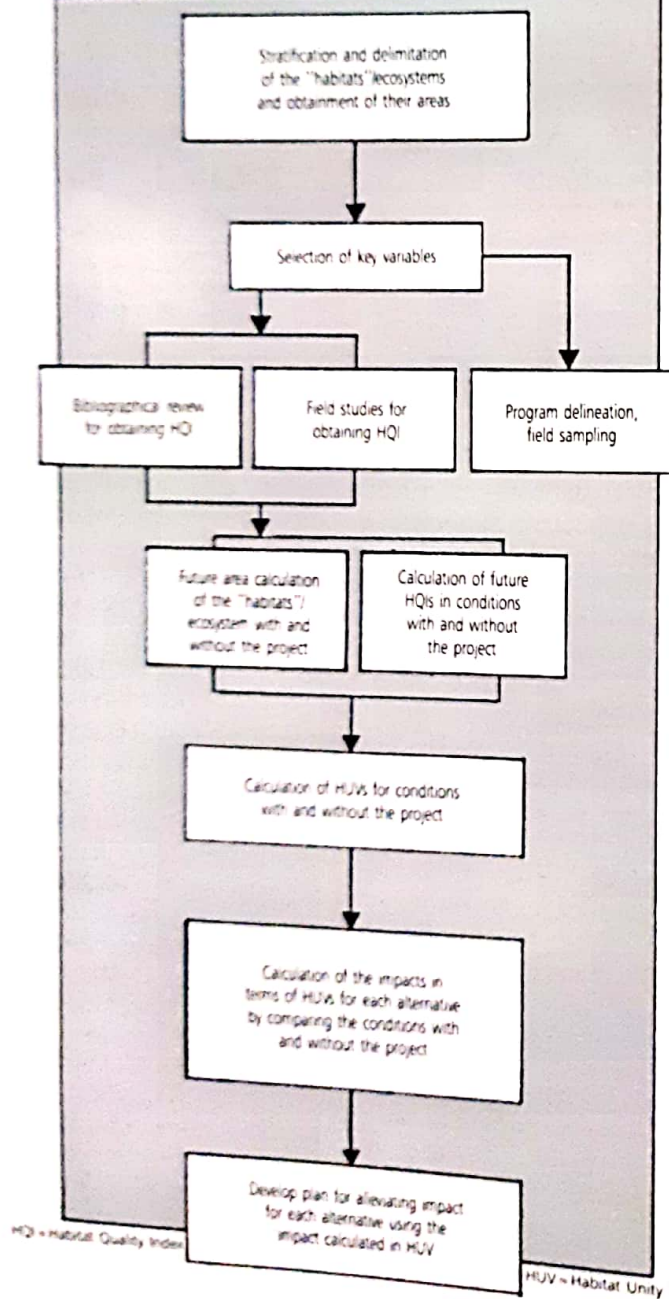 Stratification and delimitation
of the "habitats"/ecosystems
and obtainment of their areas
Selection of key variables
Bibliographical review
for obtaining HQI
Field studies for
obtaining HQI
Program delineation,
field sampling
Future area calculation
of the "habitats"/
ecosystem with and
without the project
Calculation of future
HQIs in conditions
with and without
the project
Calculation of HUVs for conditions
with and without the project
Calculation of the impacts in
terms of HUVs for each alternative
by comparing the conditions with
and without the project
Develop plan for alleviating impact
for each alternative using the
impact calculated in HUV
HQI = Habitat Quality Index
HUV = Habitat Unity